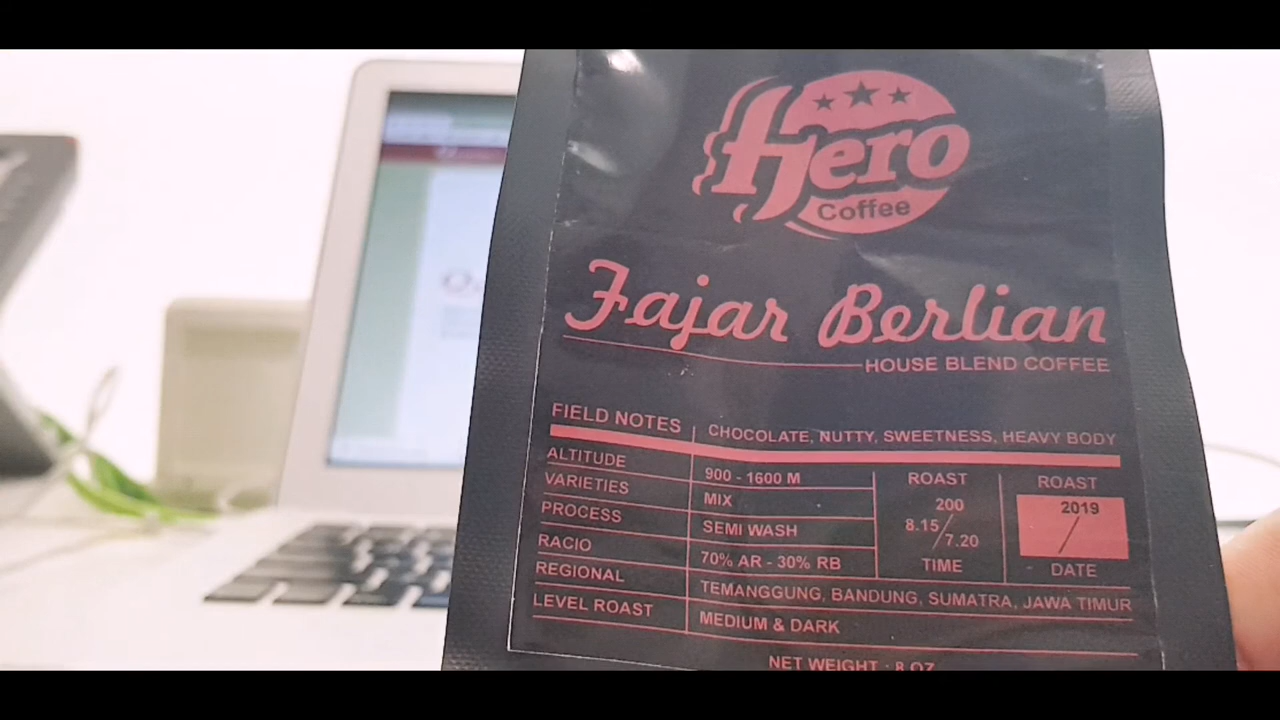 Hero
Coffee
Fajar Berlian
HOUSE BLEND COFFEE
FIELD NOTES CHOCOLATE, NUTTY, SWEETNESS, HEAVY BODY
ALTITUDE 900 - 1600 M
VARIETIES MIX
PROCESS SEMI WASH
RACIO 70% AR - 30% RB
REGIONAL TEMANGGUNG, BANDUNG, SUMATRA, JAWA TIMUR
LEVEL ROAST MEDIUM & DARK
ROAST
200
8.15/7.20
TIME
ROAST
2019
/
DATE
NET WEIGHT : 8 OZ